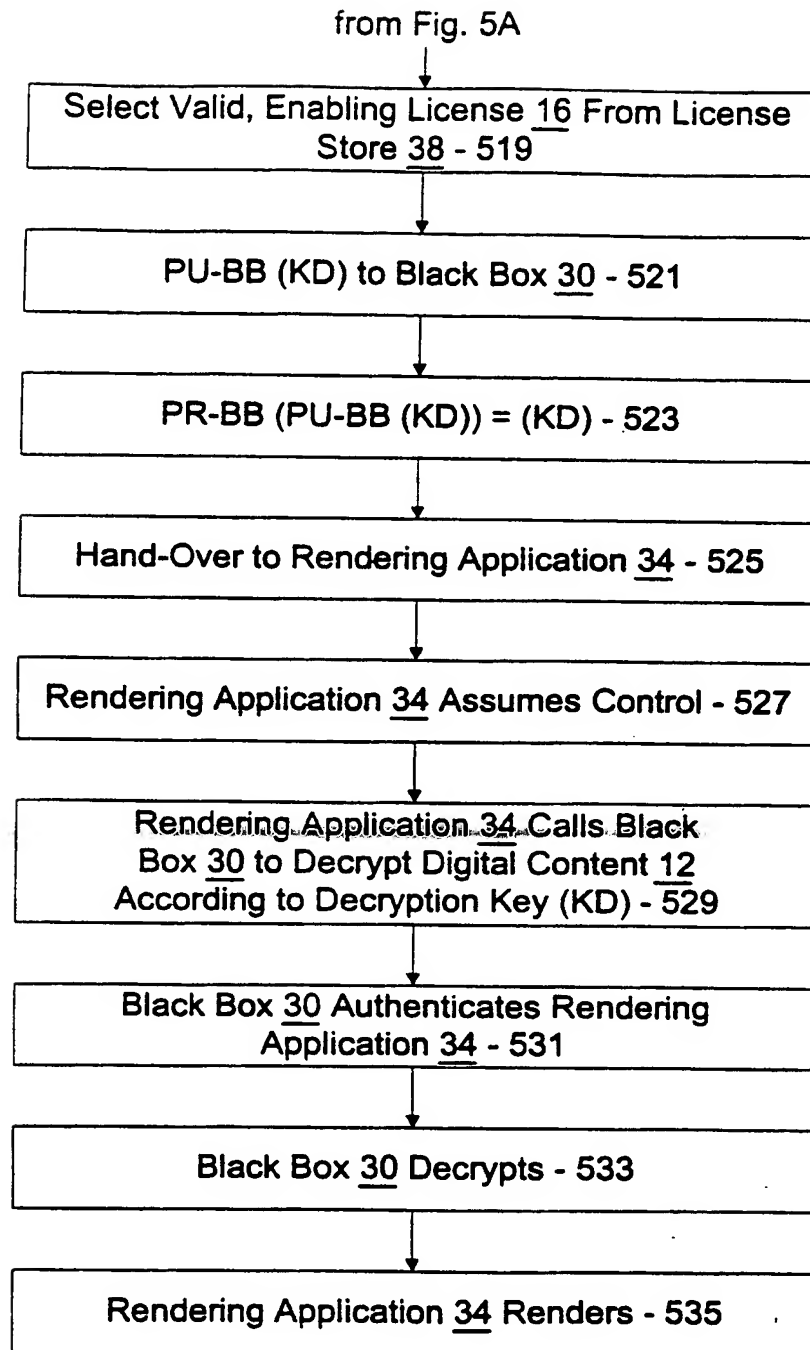 from Fig. 5A
Select Valid, Enabling License 16 From License
Store 38 - 519
PU-BB (KD) to Black Box 30 - 521
PR-BB (PU-BB (KD)) = (KD) - 523
Hand-Over to Rendering Application 34 - 525
Rendering Application 34 Assumes Control - 527
Rendering Application 34 Calls Black
Box 30 to Decrypt Digital Content 12
According to Decryption Key (KD) - 529
Black Box 30 Authenticates Rendering
Application 34 - 531
Black Box 30 Decrypts - 533
Rendering Application 34 Renders - 535